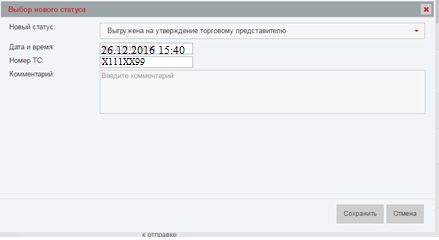 Выбор нового статуса
Новый статус: Выгружена на утверждение торговому представителю
Дата и время: 26.12.2016 15:40
Номер ТС: X111XX99
Комментарий: Введите комментарий
Сохранить Отмена
к отправке